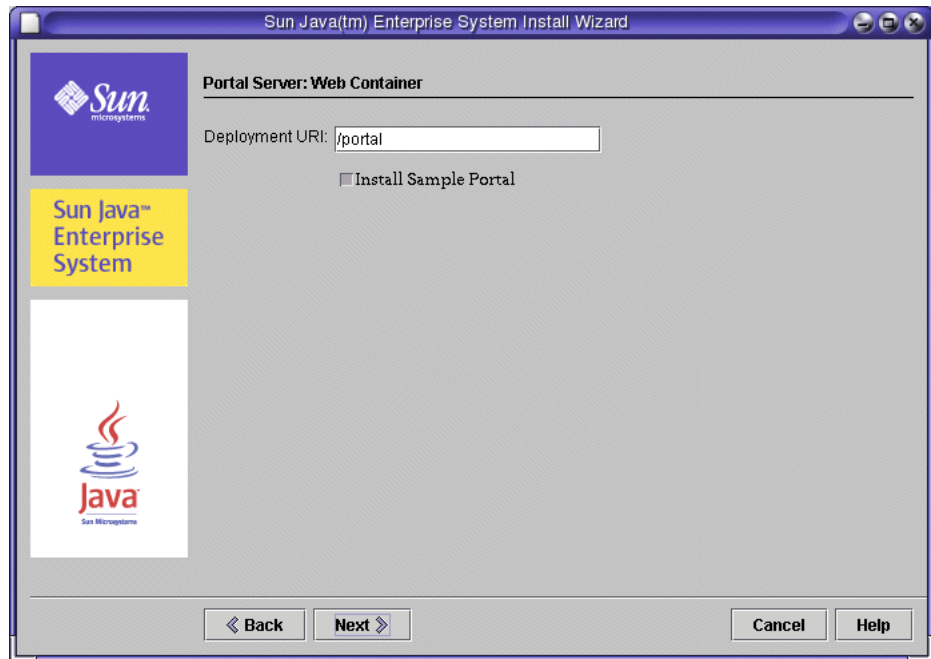 Sun Java(tm) Enterprise System Install Wizard
Sun
microsystems
Portal Server: Web Container
Deployment URI: /portal
Install Sample Portal
Sun Java™
Enterprise
System
Java
Sun Microsystems
Back
Next
Cancel
Help